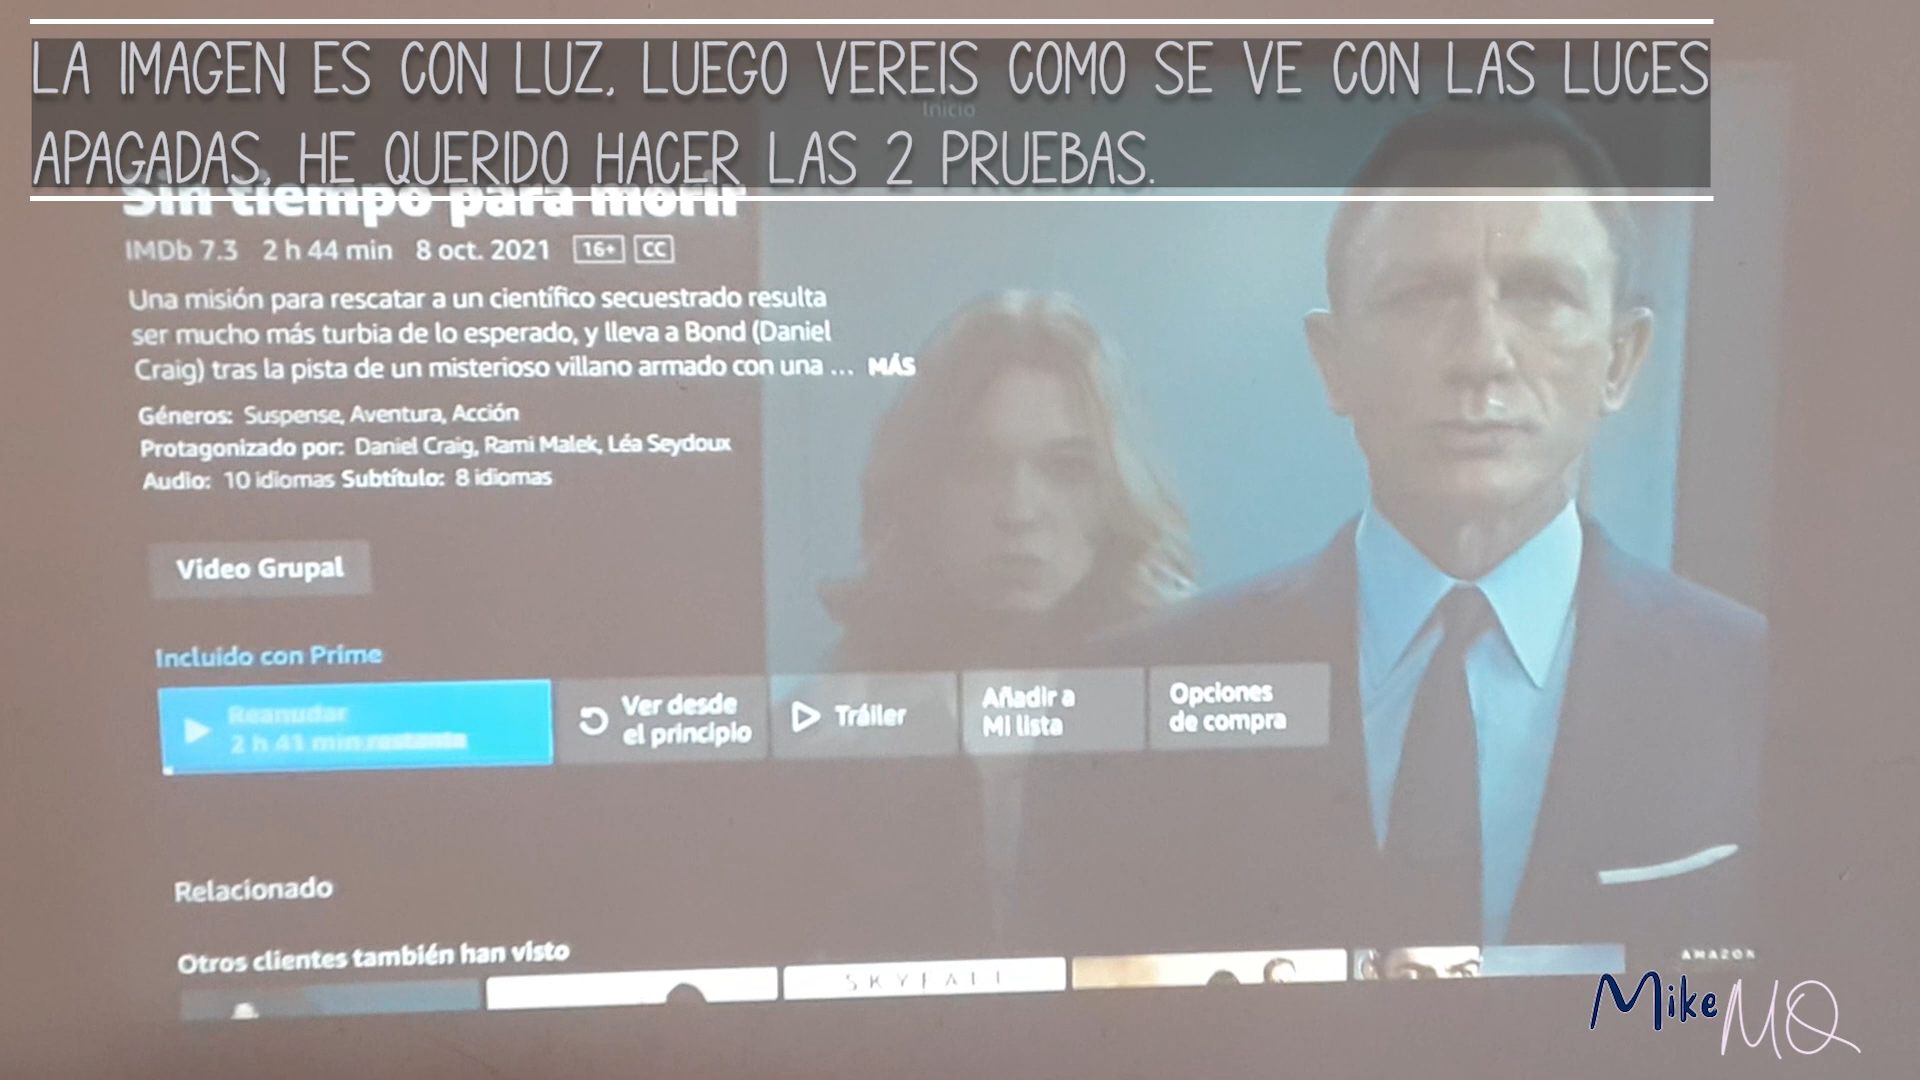 LA IMAGEN ES CON LUZ, LUEGO VEREIS COMO SE VE CON LAS LUCES
APAGADAS, HE QUERIDO HACER LAS 2 PRUEBAS.
Inicio
Sin tiempo para morir
IMDb 7.3 2 h 44 min 8 oct. 2021 16+ CC
Una misión para rescatar a un científico secuestrado resulta
ser mucho más turbia de lo esperado, y lleva a Bond (Daniel
Craig) tras la pista de un misterioso villano armado con una ... MÁS
Géneros: Suspense, Aventura, Acción
Protagonizado por: Daniel Craig, Rami Malek, Léa Seydoux
Audio: 10 idiomas Subtítulo: 8 idiomas
Vídeo Grupal
Incluido con Prime
Reanudar
2 h 41 min restante
Ver desde
el principio
Tráiler
Añadir a
Mi lista
Opciones
de compra
Relacionado
Otros clientes también han visto
SKYFALL
AMAZON
MikeMQ